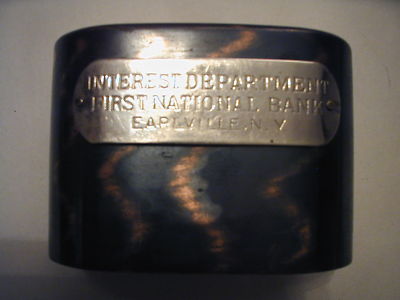 INTEREST DEPARTMENT
FIRST NATIONAL BANK
EARLVILLE, N.Y